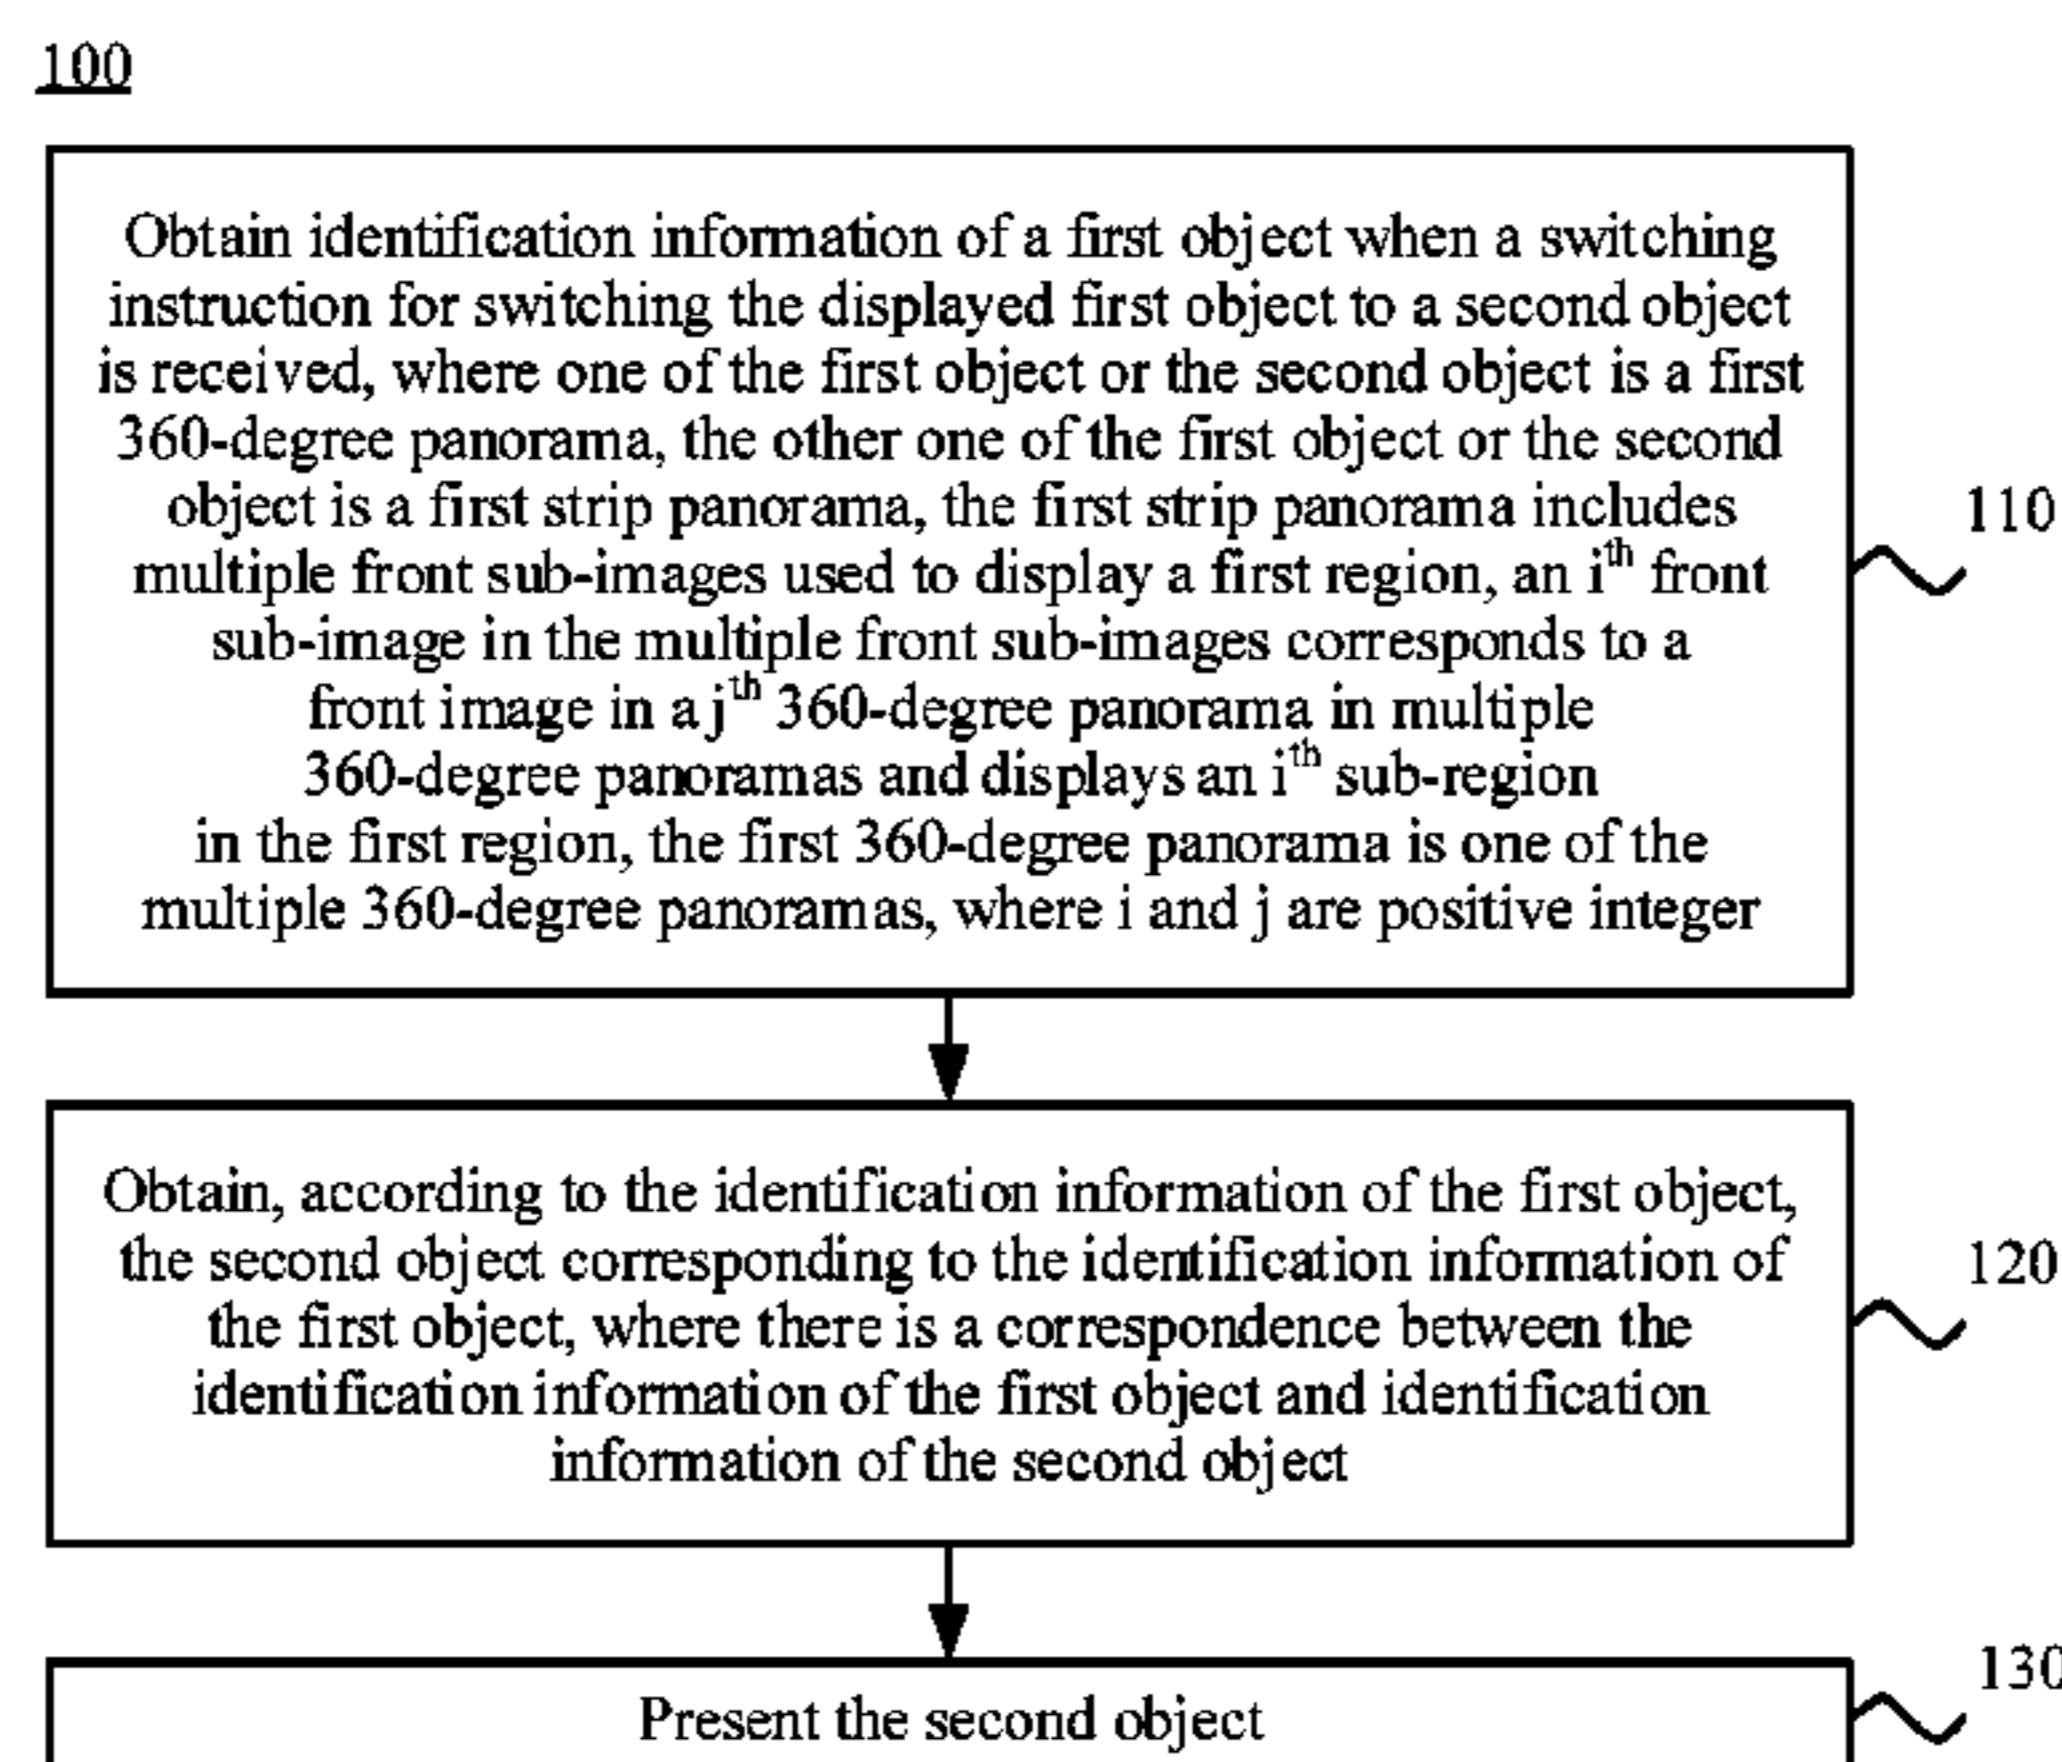 100
Obtain identification information of a first object when a switching
instruction for switching the displayed first object to a second object
is received, where one of the first object or the second object is a first
360-degree panorama, the other one of the first object or the second
object is a first strip panorama, the first strip panorama includes
multiple front sub-images used to display a first region, an i^th front
sub-image in the multiple front sub-images corresponds to a
front image in a j^th 360-degree panorama in multiple
360-degree panoramas and displays an i^th sub-region
in the first region, the first 360-degree panorama is one of the
multiple 360-degree panoramas, where i and j are positive integer
110
Obtain, according to the identification information of the first object,
the second object corresponding to the identification information of
the first object, where there is a correspondence between the
identification information of the first object and identification
information of the second object
120
Present the second object
130